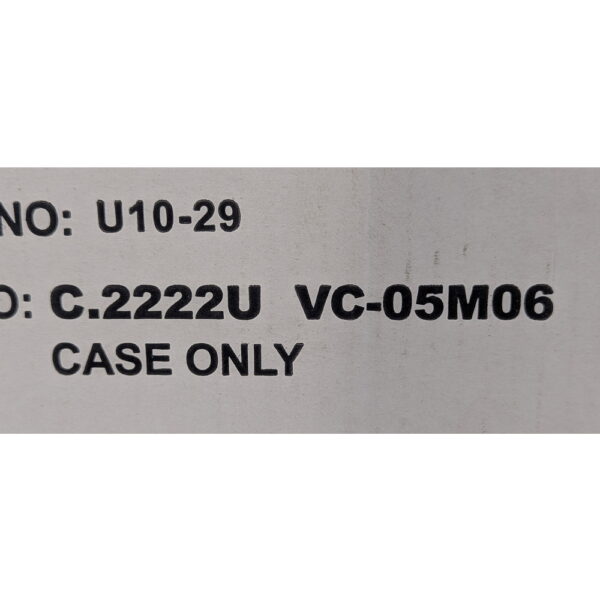 NO: U10-29
O: C.2222U VC-05M06
CASE ONLY